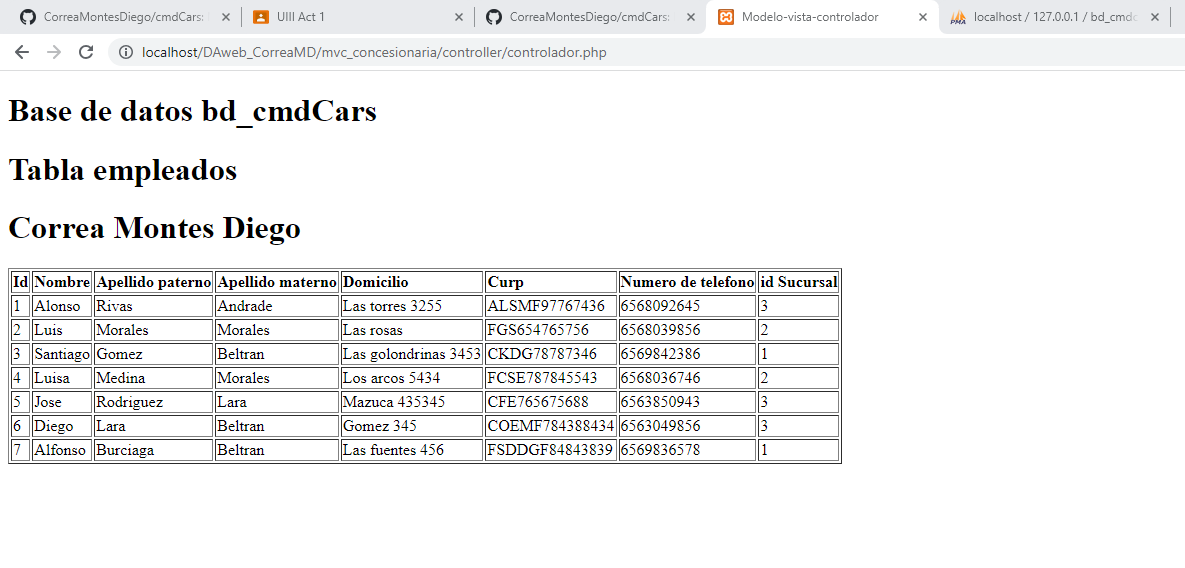 CorreaMontesDiego/cmdCars:
UIII Act 1
CorreaMontesDiego/cmdCars:
Modelo-vista-controlador
localhost / 127.0.0.1 / bd_cmdc
localhost/DAweb_CorreaMD/mvc_concesionaria/controller/controlador.php
Base de datos bd_cmdCars
Tabla empleados
Correa Montes Diego
Id Nombre Apellido paterno Apellido materno Domicilio Curp Numero de telefono id Sucursal
1 Alonso Rivas Andrade Las torres 3255 ALSMF97767436 6568092645 3
2 Luis Morales Morales Las rosas FGS654765756 6568039856 2
3 Santiago Gomez Beltran Las golondrinas 3453 CKDG78787346 6569842386 1
4 Luisa Medina Morales Los arcos 5434 FCSE787845543 6568036746 2
5 Jose Rodriguez Lara Mazuca 435345 CFE765675688 6563850943 3
6 Diego Lara Beltran Gomez 345 COEMF784388434 6563049856 3
7 Alfonso Burciaga Beltran Las fuentes 456 FSDDGF84843839 6569836578 1